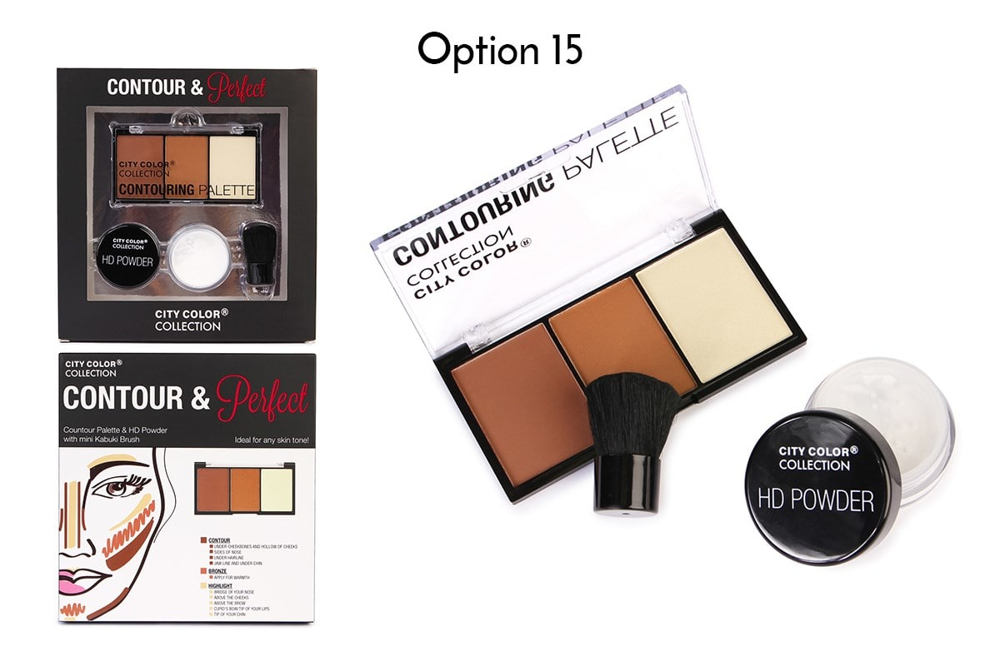 Option 15
CONTOUR & Perfect
CITY COLOR®
COLLECTION
CONTOURING PALETTE
CITY COLOR®
COLLECTION
HD POWDER
CITY COLOR®
COLLECTION
CITY COLOR®
COLLECTION
CONTOUR & Perfect
Countour Palette & HD Powder
with mini Kabuki Brush
Ideal for any skin tone!
CONTOUR
UNDER CHEEKBONES AND HOLLOW OF CHEEKS
SIDES OF NOSE
UNDER HAIRLINE
JAW LINE AND UNDER CHIN
BRONZE
APPLY FOR WARMTH
HIGHLIGHT
BRIDGE OF YOUR NOSE
ABOVE THE CHEEKS
ABOVE THE BROW
CUPID'S BOW/TIP OF YOUR LIPS
TIP OF YOUR CHIN
CONTOURING PALETTE
COLLECTION
CITY COLOR®
CITY COLOR®
COLLECTION
HD POWDER